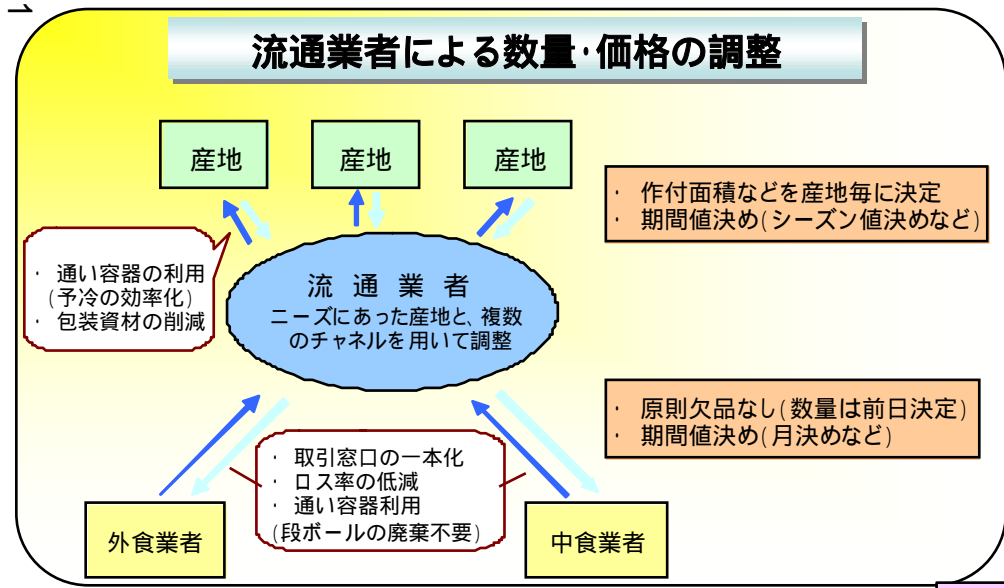 流通業者による数量・価格の調整
産地
産地
産地
・ 作付面積などを産地毎に決定
・ 期間値決め(シーズン値決めなど)
・ 通い容器の利用
(予冷の効率化)
・ 包装資材の削減
流通業者
ニーズにあった産地と、複数
のチャネルを用いて調整
・ 原則欠品なし(数量は前日決定)
・ 期間値決め(月決めなど)
・ 取引窓口の一本化
・ ロス率の低減
・ 通い容器利用
(段ボールの廃棄不要)
外食業者
中食業者